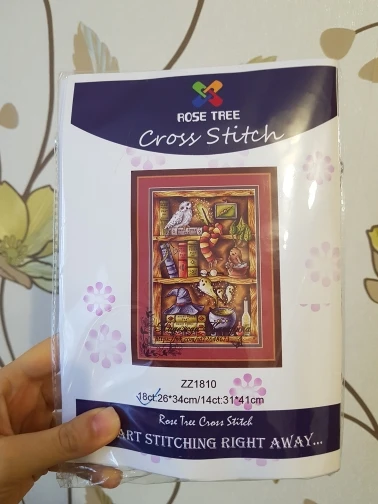 ROSE TREE
Cross Stitch
ZZ1810
18ct:26*34cm/14ct:31*41cm
Rose Tree Cross Stitch
ART STITCHING RIGHT AWAY...